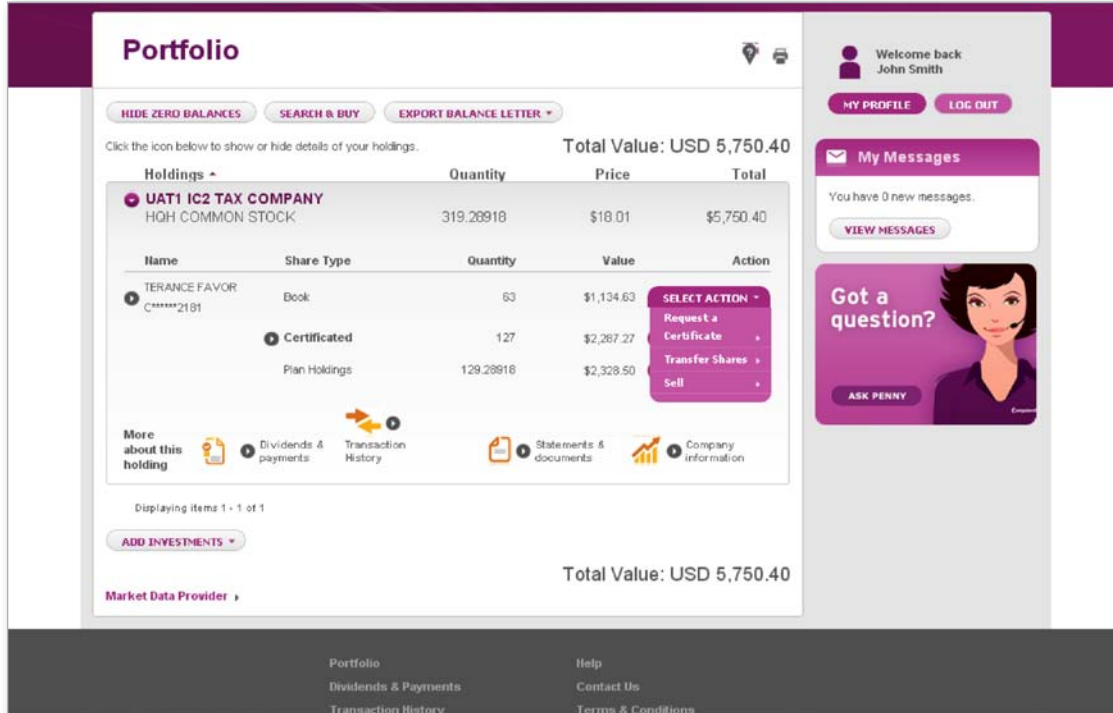 Portfolio
Welcome back
John Smith
MY PROFILE LOG OUT
HIDE ZERO BALANCES SEARCH & BUY EXPORT BALANCE LETTER
Click the icon below to show or hide details of your holdings.
Total Value: USD 5,750.40
My Messages
You have 0 new messages.
VIEW MESSAGES
Holdings Quantity Price Total
UAT1 IC2 TAX COMPANY
HQH COMMON STOCK 319.28918 $18.01 $5,750.40
Name Share Type Quantity Value Action
TERANCE FAVOR
C******2181
Book 63 $1,134.63 SELECT ACTION
Request a
Certificate
Certificated 127 $2,287.27
Transfer Shares
Plan Holdings 129.28918 $2,328.50
Sell
Got a
question?
ASK PENNY
More
about this
holding
Dividends &
payments
Transaction
History
Statements &
documents
Company
information
Displaying items 1 - 1 of 1
ADD INVESTMENTS
Total Value: USD 5,750.40
Market Data Provider
Portfolio Help
Dividends & Payments Contact Us
Transaction History Terms & Conditions